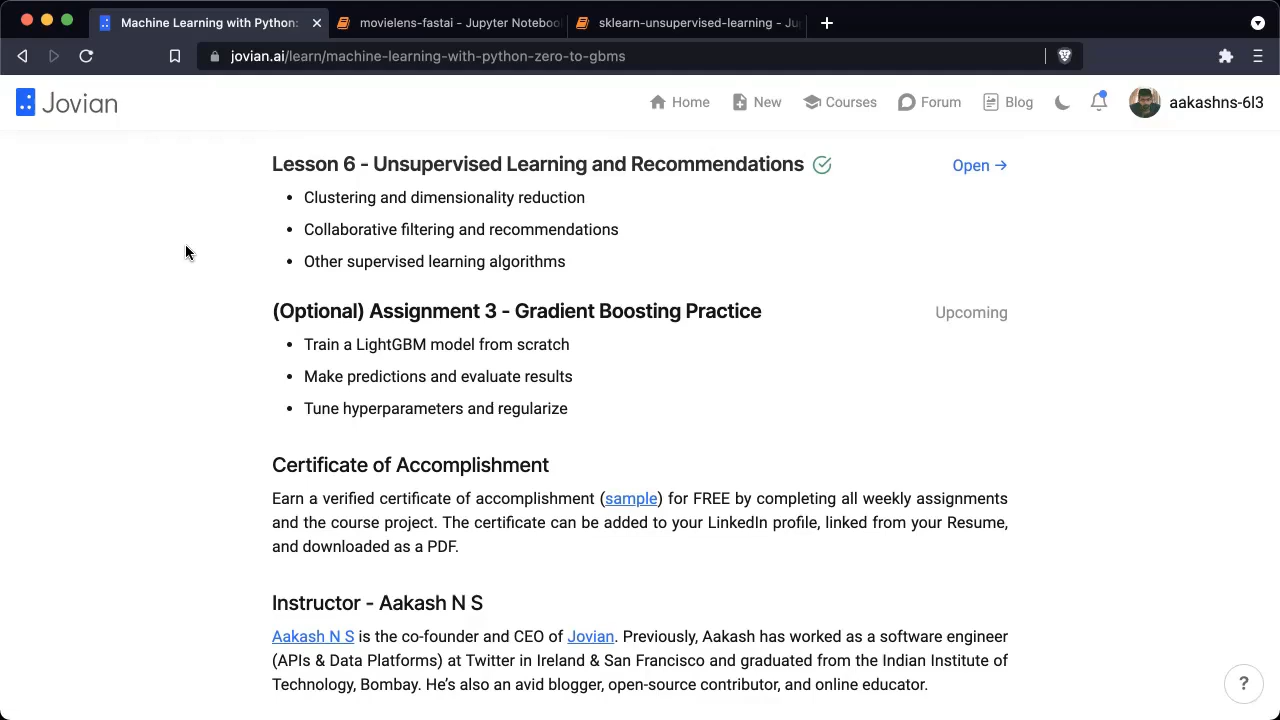 Machine Learning with Python:
movielens-fastai - Jupyter Noteboo
sklearn-unsupervised-learning - Ju
jovian.ai/learn/machine-learning-with-python-zero-to-gbms
Jovian
Home
New
Courses
Forum
Blog
aakashns-6l3
Lesson 6 - Unsupervised Learning and Recommendations
Open →
• Clustering and dimensionality reduction
• Collaborative filtering and recommendations
• Other supervised learning algorithms
(Optional) Assignment 3 - Gradient Boosting Practice
Upcoming
• Train a LightGBM model from scratch
• Make predictions and evaluate results
• Tune hyperparameters and regularize
Certificate of Accomplishment
Earn a verified certificate of accomplishment (sample) for FREE by completing all weekly assignments
and the course project. The certificate can be added to your LinkedIn profile, linked from your Resume,
and downloaded as a PDF.
Instructor - Aakash N S
Aakash N S is the co-founder and CEO of Jovian. Previously, Aakash has worked as a software engineer
(APIs & Data Platforms) at Twitter in Ireland & San Francisco and graduated from the Indian Institute of
Technology, Bombay. He's also an avid blogger, open-source contributor, and online educator.
?